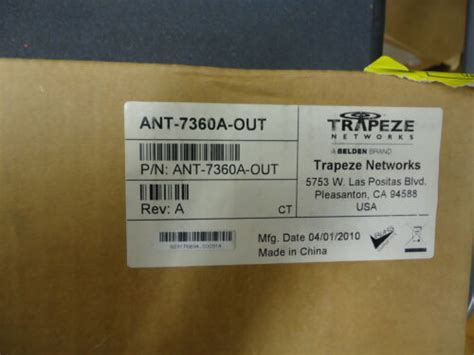 ANT-7360A-OUT
P/N: ANT-7360A-OUT
Rev: A
CT
TRAPEZE
NETWORKS
A BELDEN BRAND
Trapeze Networks
5753 W. Las Positas Blvd.
Pleasanton, CA 94588
USA
Mfg. Date 04/01/2010
Made in China